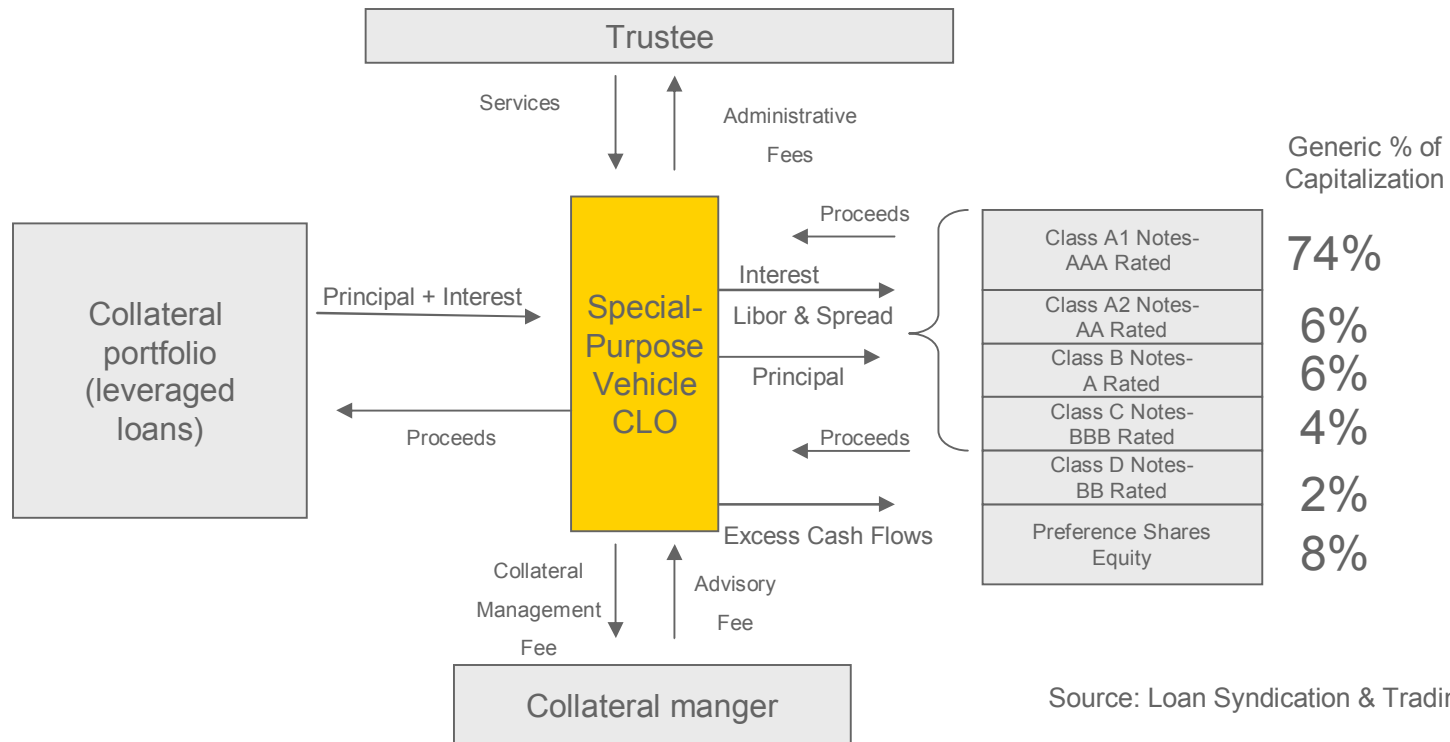 Trustee
Services
Administrative
Fees
Generic % of
Capitalization
Collateral
portfolio
(leveraged
loans)
Principal + Interest
Proceeds
Special-
Purpose
Vehicle
CLO
Proceeds
Interest
Libor & Spread
Principal
Proceeds
Excess Cash Flows
Class A1 Notes-
AAA Rated
74%
Class A2 Notes-
AA Rated
6%
Class B Notes-
A Rated
6%
Class C Notes-
BBB Rated
4%
Class D Notes-
BB Rated
2%
Preference Shares
Equity
8%
Collateral
Management
Fee
Advisory
Fee
Collateral manger
Source: Loan Syndication & Tradin